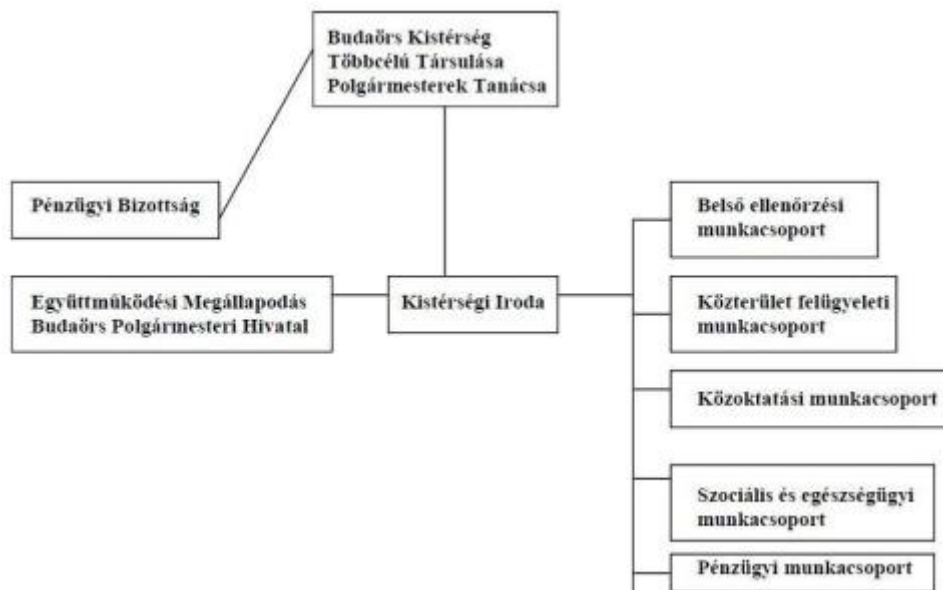 Budaörs Kistérség
Többcélú Társulása
Polgármesterek Tanácsa
Pénzügyi Bizottság
Belső ellenőrzési
munkacsoport
Együttműködési Megállapodás
Budaörs Polgármesteri Hivatal
Kistérségi Iroda
Közterület felügyeleti
munkacsoport
Közoktatási munkacsoport
Szociális és egészségügyi
munkacsoport
Pénzügyi munkacsoport